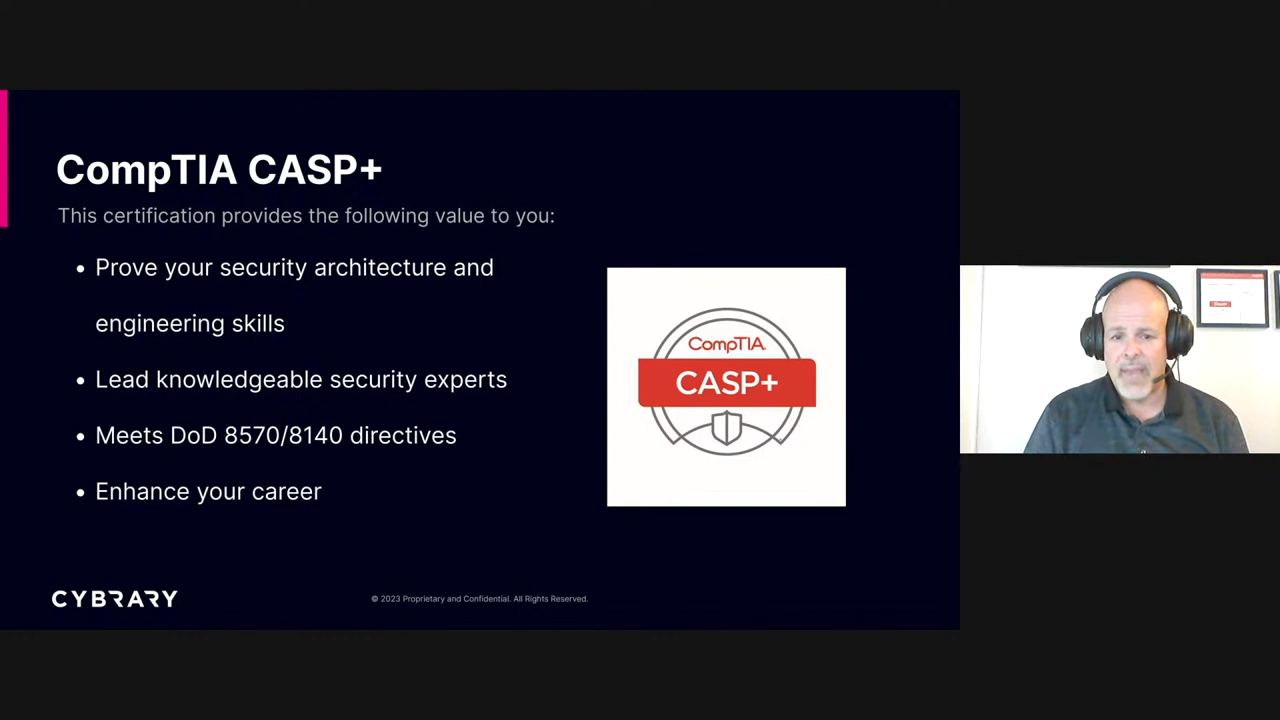 CompTIA CASP+
This certification provides the following value to you:
• Prove your security architecture and
engineering skills
• Lead knowledgeable security experts
• Meets DoD 8570/8140 directives
• Enhance your career
CompTIA.
CASP+
CYBRARY
© 2023 Proprietary and Confidential. All Rights Reserved.